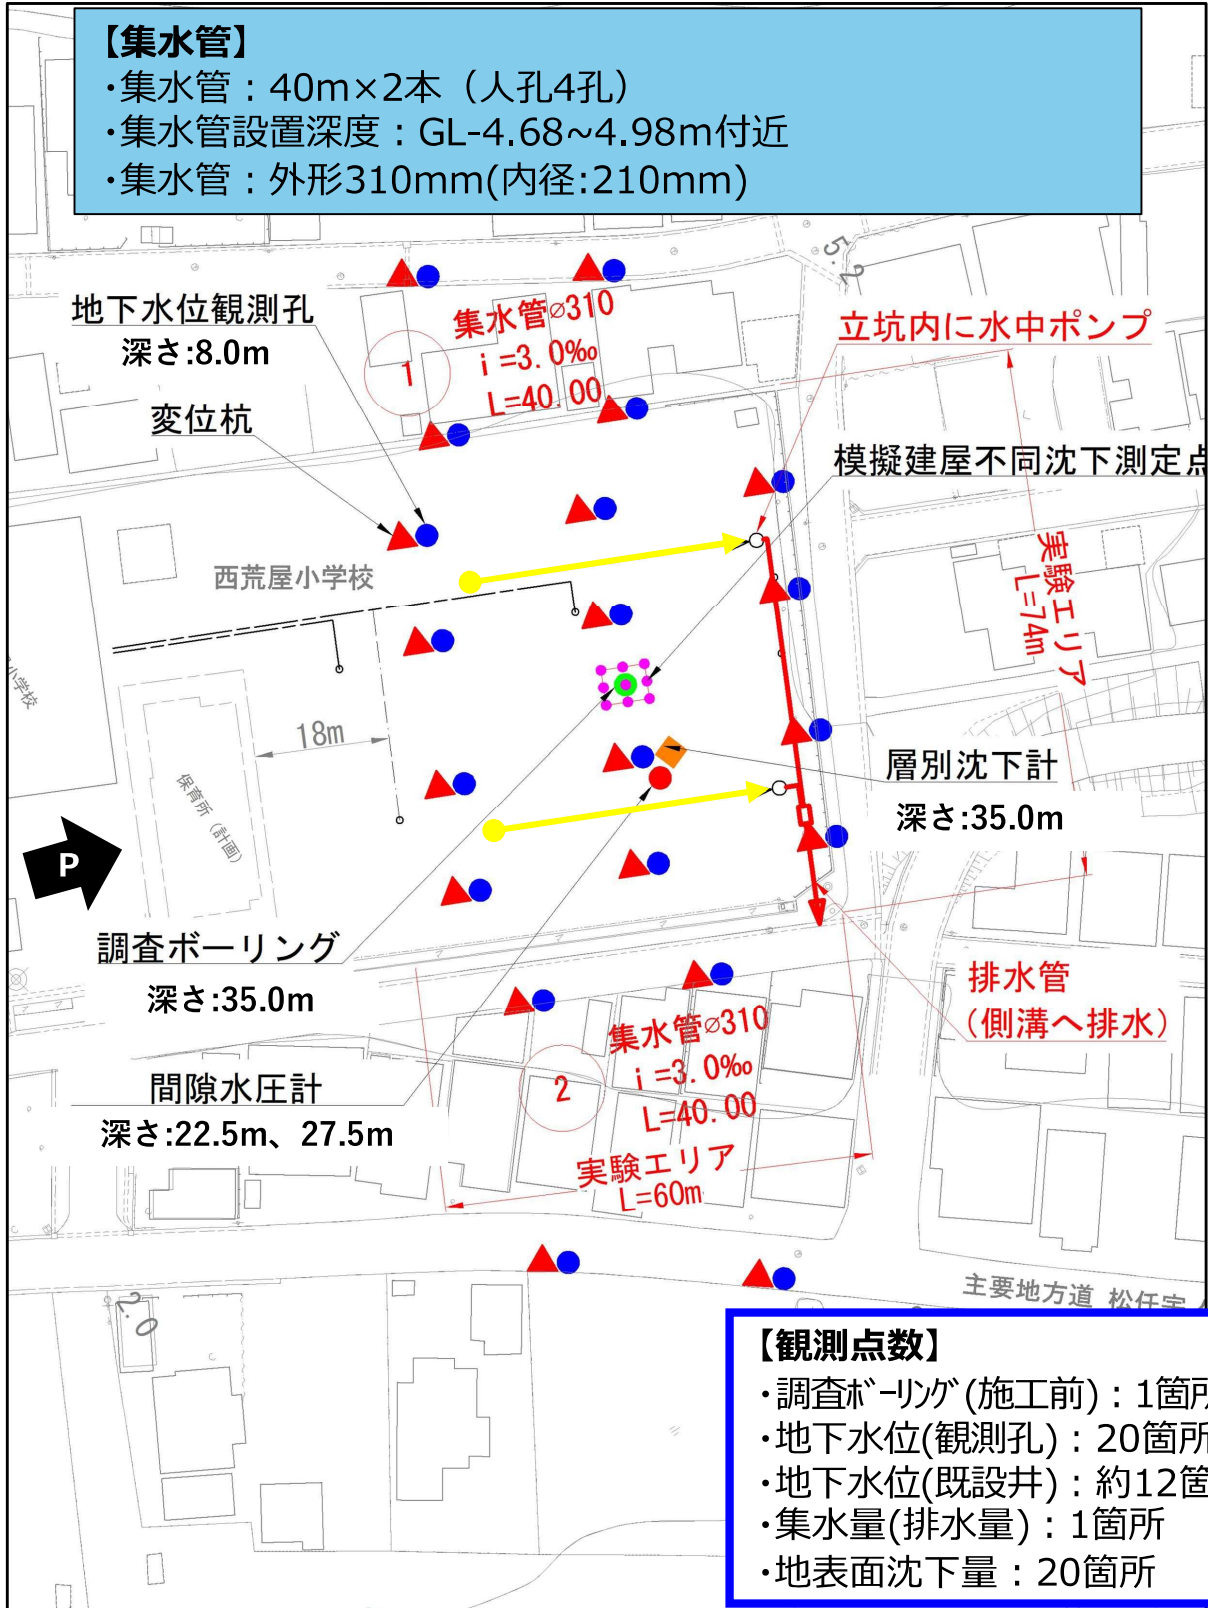 【集水管】
・集水管：40m×2本（人孔4孔）
・集水管設置深度：GL-4.68~4.98m付近
・集水管：外形310mm(内径:210mm)
5.2
地下水位観測孔
深さ:8.0m
集水管⌀310
i=3.0‰
L=40.00
1
立坑内に水中ポンプ
変位杭
模擬建屋不同沈下測定点
西荒屋小学校
実験エリア
L=74m
小学校
18m
保育所（計画）
層別沈下計
深さ:35.0m
P
調査ボーリング
深さ:35.0m
排水管
（側溝へ排水）
集水管⌀310
i=3.0‰
L=40.00
2
間隙水圧計
深さ:22.5m、27.5m
実験エリア
L=60m
主要地方道 松任宇
2.0
【観測点数】
・調査ﾎﾞｰﾘﾝｸﾞ(施工前)：1箇所
・地下水位(観測孔)：20箇所
・地下水位(既設井)：約12箇
・集水量(排水量)：1箇所
・地表面沈下量：20箇所